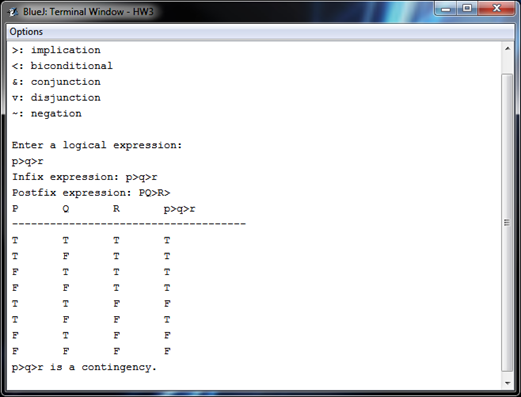 BlueJ: Terminal Window - HW3
Options
>: implication
<: biconditional
&: conjunction
v: disjunction
~: negation
Enter a logical expression:
p>q>r
Infix expression: p>q>r
Postfix expression: PQ>R>
P Q R p>q>r
-------------------------------------
T T T T
T F T T
F T T T
F F T T
T T F F
T F F T
F T F F
F F F F
p>q>r is a contingency.